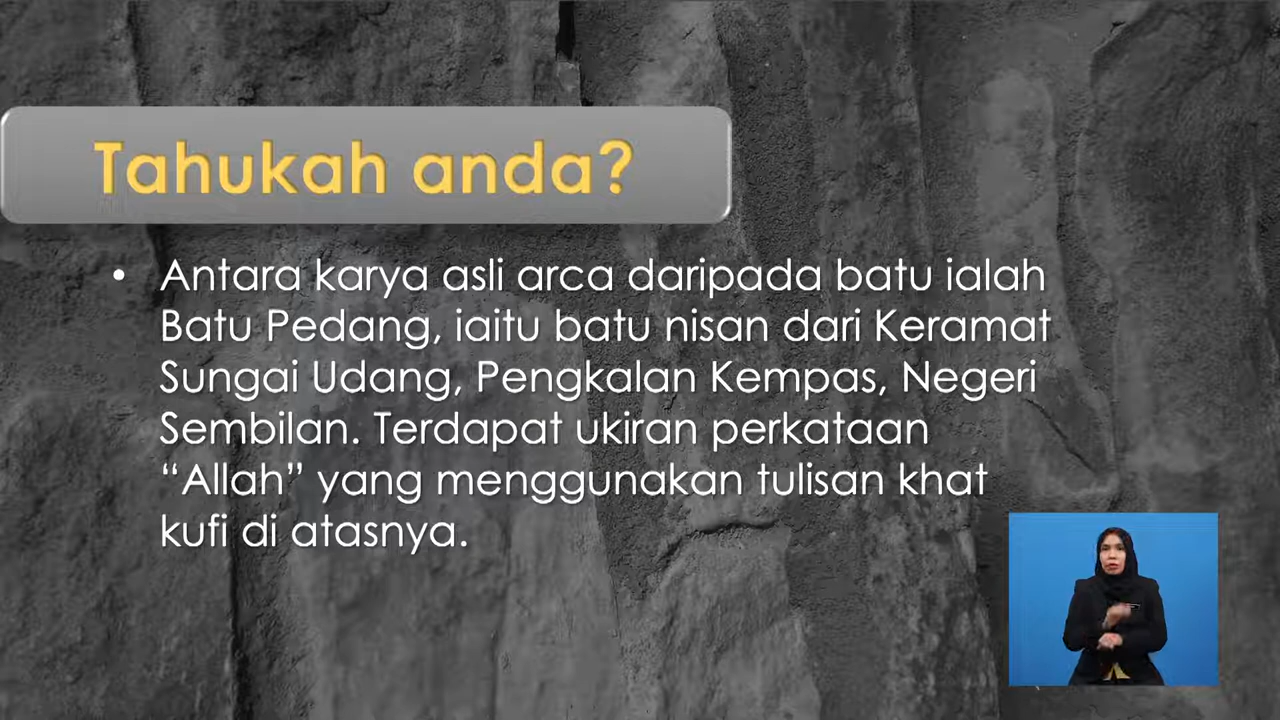 Tahukah anda?
• Antara karya asli arca daripada batu ialah
Batu Pedang, iaitu batu nisan dari Keramat
Sungai Udang, Pengkalan Kempas, Negeri
Sembilan. Terdapat ukiran perkataan
“Allah” yang menggunakan tulisan khat
kufi di atasnya.